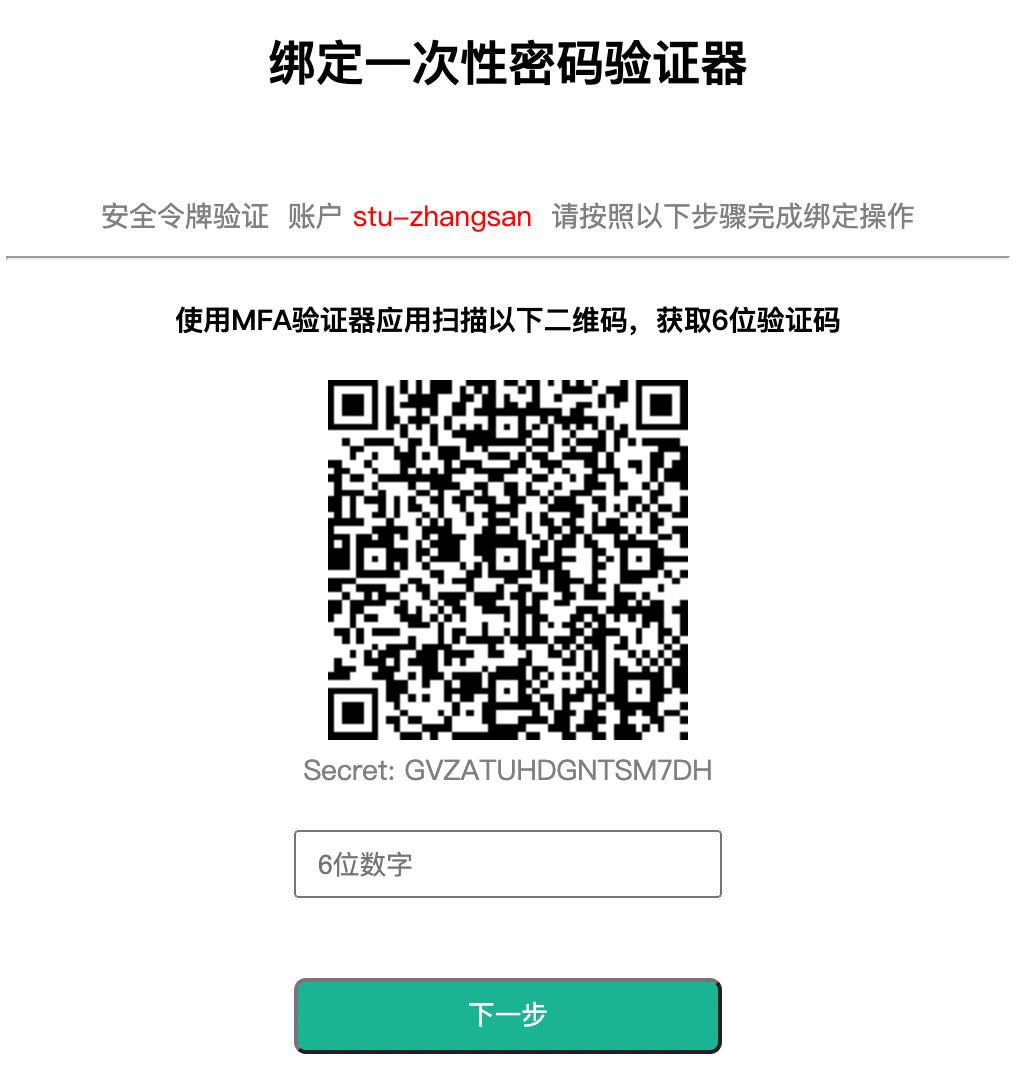 绑定一次性密码验证器
安全令牌验证 账户 stu-zhangsan 请按照以下步骤完成绑定操作
使用MFA验证器应用扫描以下二维码，获取6位验证码
Secret: GVZATUHDGNTSM7DH
6位数字
下一步